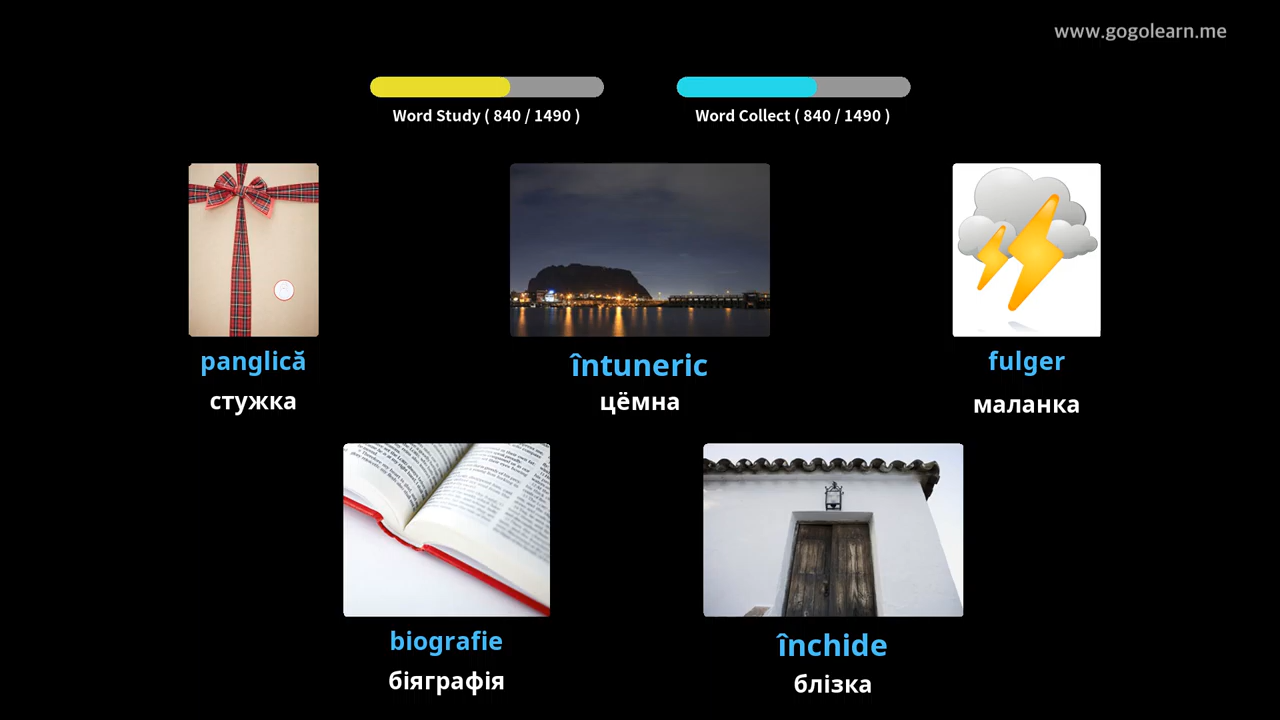 www.gogolearn.me
Word Study ( 840 / 1490 )
Word Collect ( 840 / 1490 )
panglică
стужка
întuneric
цёмна
fulger
маланка
biografie
біяграфія
închide
блізка